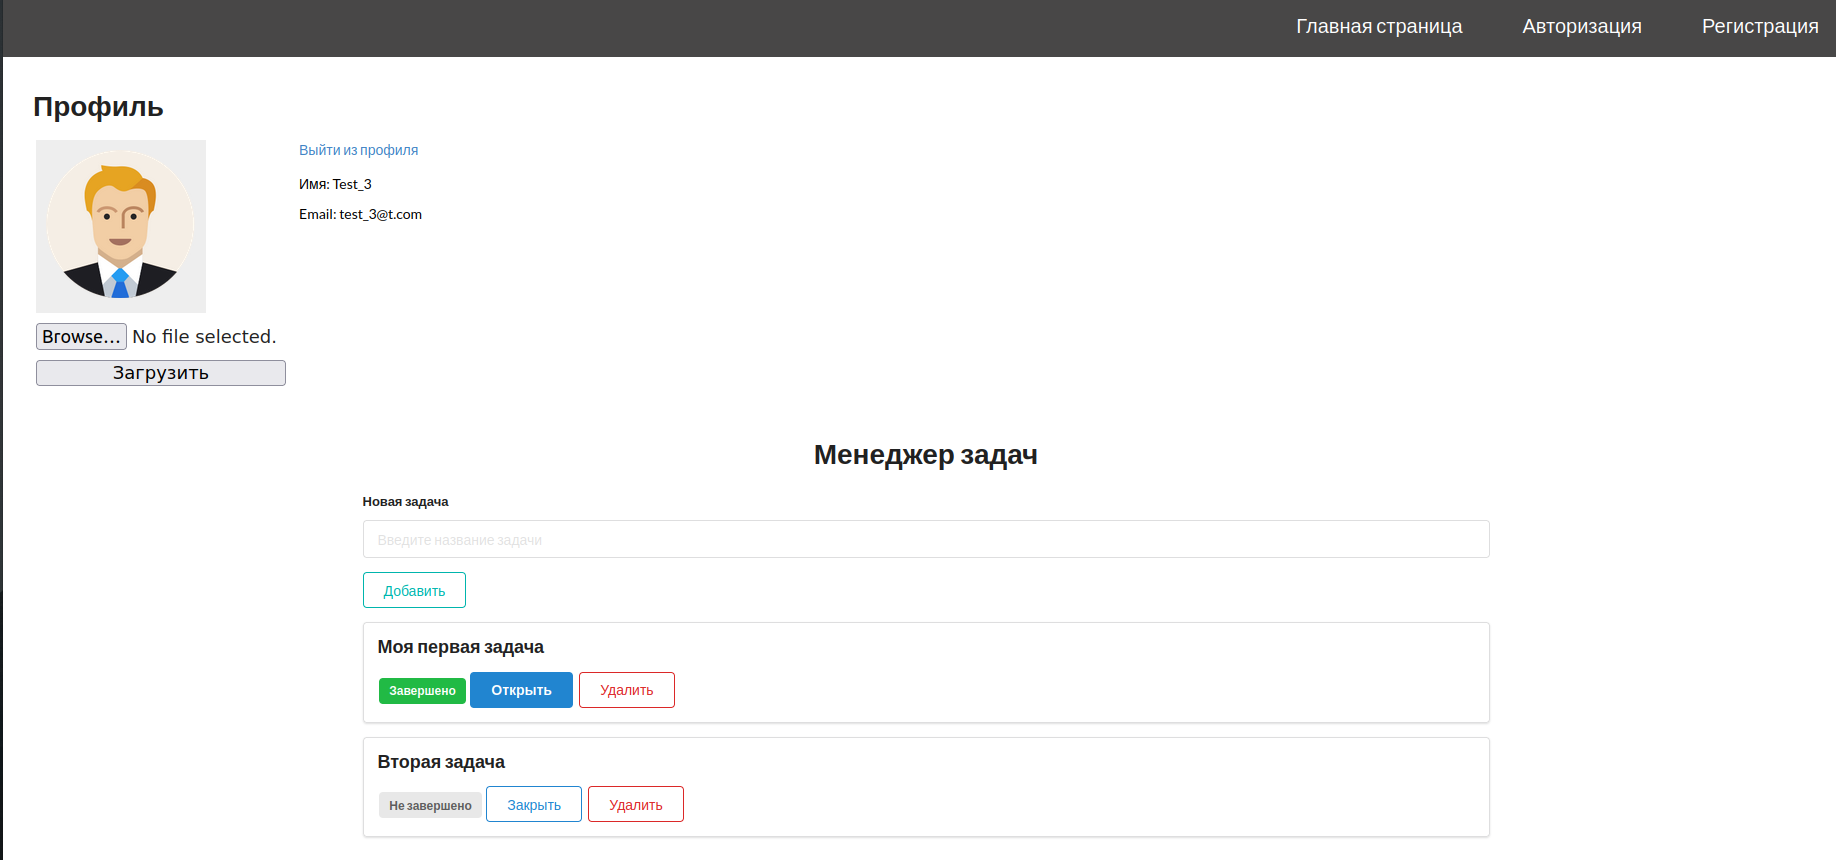 Главная страница Авторизация Регистрация
Профиль
Выйти из профиля
Имя: Test_3
Email: test_3@t.com
Browse... No file selected.
Загрузить
Менеджер задач
Новая задача
Введите название задачи
Добавить
Моя первая задача
Завершено Открыть Удалить
Вторая задача
Не завершено Закрыть Удалить